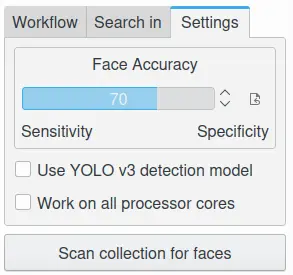 Workflow Search in Settings
Face Accuracy
70
Sensitivity Specificity
Use YOLO v3 detection model
Work on all processor cores
Scan collection for faces